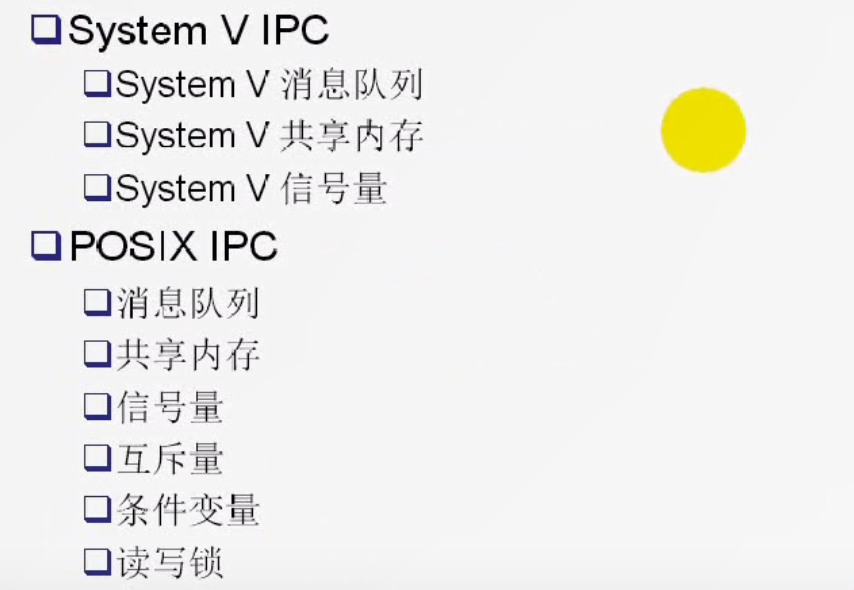 System V IPC
System V 消息队列
System V 共享内存
System V 信号量
POSIX IPC
消息队列
共享内存
信号量
互斥量
条件变量
读写锁